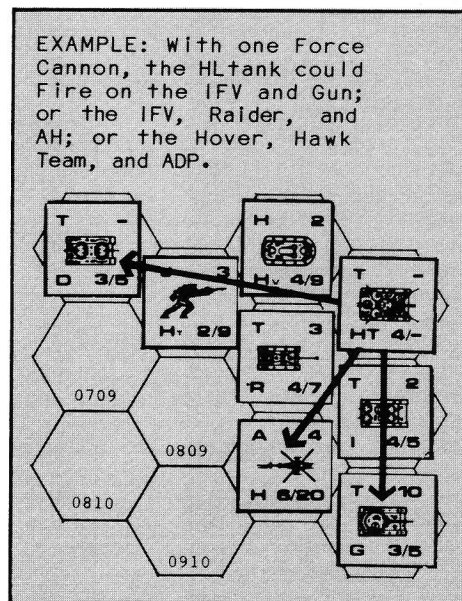 EXAMPLE: With one Force
Cannon, the HLtank could
Fire on the IFV and Gun;
or the IFV, Raider, and
AH; or the Hover, Hawk
Team, and ADP.
T -
D 3/5
H 2
Hv 4/9
3
HT 2/9
T -
HT 4/-
T 3
R 4/7
T 2
I 4/5
A 4
H 6/20
T 10
G 3/5
0709
0809
0810
0910